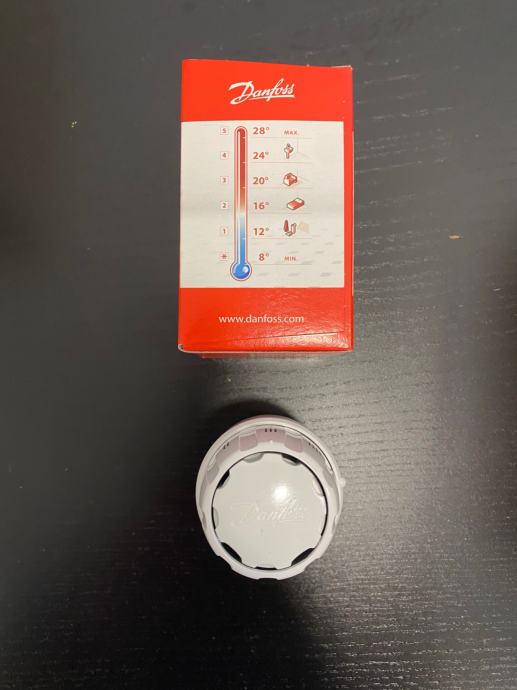 Danfoss
5 28° MAX.
4 24°
3 20°
2 16°
1 12°
* 8° MIN.
www.danfoss.com
Danfoss